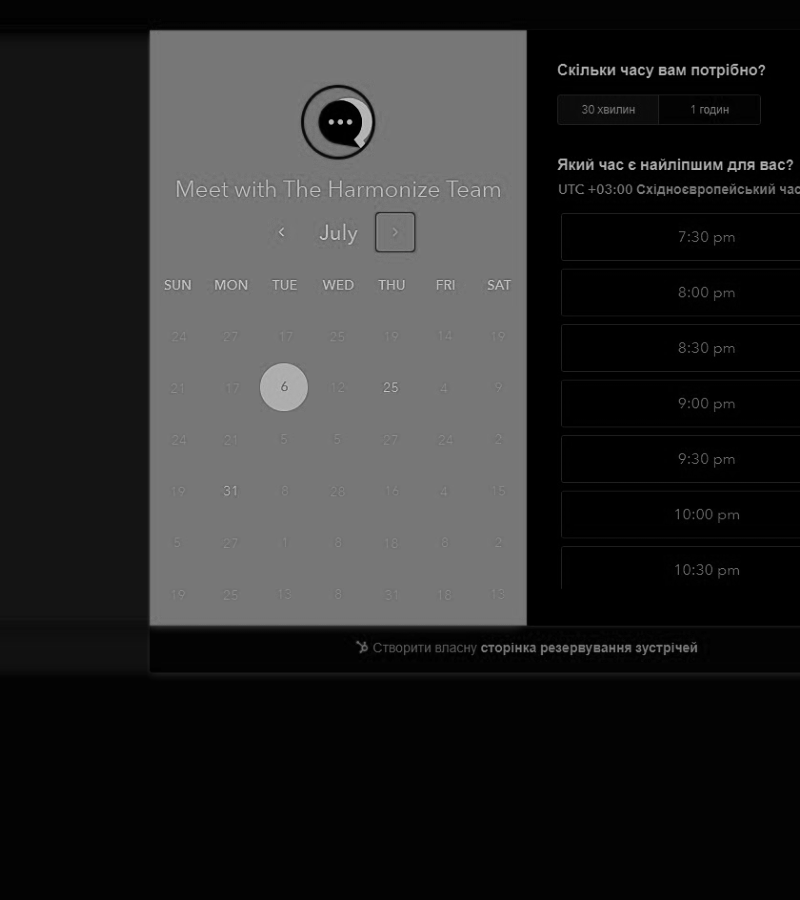 Meet with The Harmonize Team
July
SUN MON TUE WED THU FRI SAT
24 27 17 25 19 14 19
21 17 6 12 25 4 9
24 21 5 5 27 24 2
19 31 8 28 16 4 15
5 27 1 8 18 8 2
19 25 13 8 31 18 13
Скільки часу вам потрібно?
30 хвилин 1 годин
Який час є найліпшим для вас?
UTC +03:00 Східноєвропейський час
7:30 pm
8:00 pm
8:30 pm
9:00 pm
9:30 pm
10:00 pm
10:30 pm
Створити власну сторінка резервування зустрічей